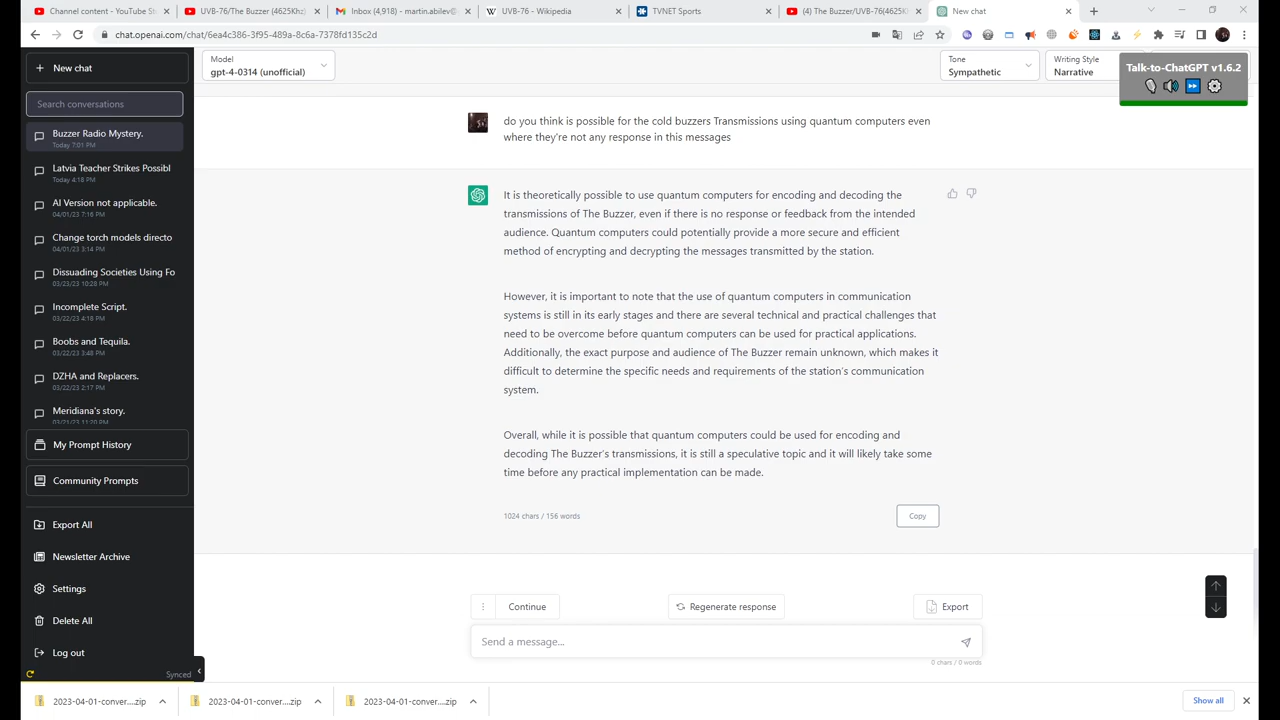 Channel content - YouTube St
UVB-76/The Buzzer (4625Khz)
Inbox (4,918) - martin.abilev@
UVB-76 - Wikipedia
TVNET Sports.
(4) The Buzzer/UVB-76(4625K
New chat
chat.openai.com/chat/6ea4c386-3f95-489a-8c6a-7378fd135c2d
New chat
Search conversations
Buzzer Radio Mystery.
Today 7:01 PM
Latvia Teacher Strikes Possibl
Today 4:18 PM
AI Version not applicable.
04/01/23 7:16 PM
Change torch models directo
04/01/23 3:14 PM
Dissuading Societies Using Fo
03/23/23 10:28 PM
Incomplete Script.
03/22/23 4:18 PM
Boobs and Tequila.
03/22/23 3:48 PM
DZHA and Replacers.
03/22/23 2:17 PM
Meridiana's story.
03/21/23 11:20 PM
My Prompt History
Community Prompts
Export All
Newsletter Archive
Settings
Delete All
Log out
Synced
Model
gpt-4-0314 (unofficial)
Tone
Sympathetic
Writing Style
Narrative
Talk-to-ChatGPT v1.6.2
do you think is possible for the cold buzzers Transmissions using quantum computers even
where they're not any response in this messages
It is theoretically possible to use quantum computers for encoding and decoding the
transmissions of The Buzzer, even if there is no response or feedback from the intended
audience. Quantum computers could potentially provide a more secure and efficient
method of encrypting and decrypting the messages transmitted by the station.
However, it is important to note that the use of quantum computers in communication
systems is still in its early stages and there are several technical and practical challenges that
need to be overcome before quantum computers can be used for practical applications.
Additionally, the exact purpose and audience of The Buzzer remain unknown, which makes it
difficult to determine the specific needs and requirements of the station's communication
system.
Overall, while it is possible that quantum computers could be used for encoding and
decoding The Buzzer's transmissions, it is still a speculative topic and it will likely take some
time before any practical implementation can be made.
1024 chars / 156 words
Copy
Continue
Regenerate response
Export
Send a message...
0 chars / 0 words
2023-04-01-conver....zip
2023-04-01-conver....zip
2023-04-01-conver....zip
Show all